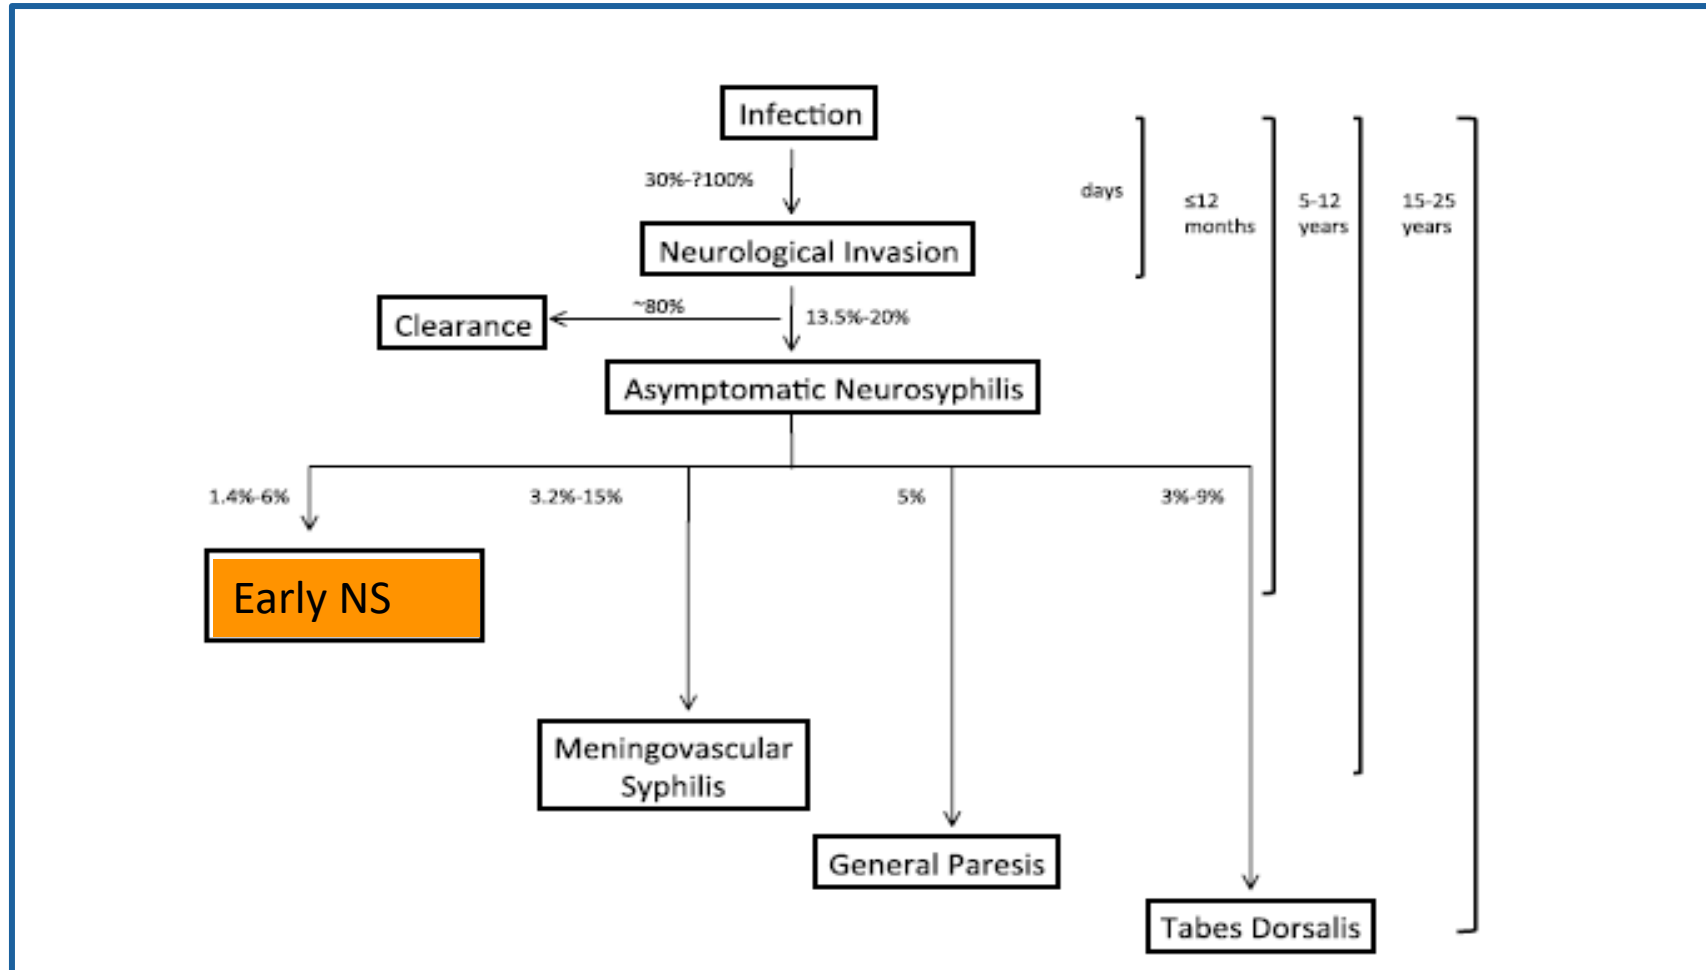 Infection
30%-?100%
days
≤12
months
5-12
years
15-25
years
Neurological Invasion
~80%
13.5%-20%
Clearance
Asymptomatic Neurosyphilis
1.4%-6%
3.2%-15%
5%
3%-9%
Early NS
Meningovascular
Syphilis
General Paresis
Tabes Dorsalis